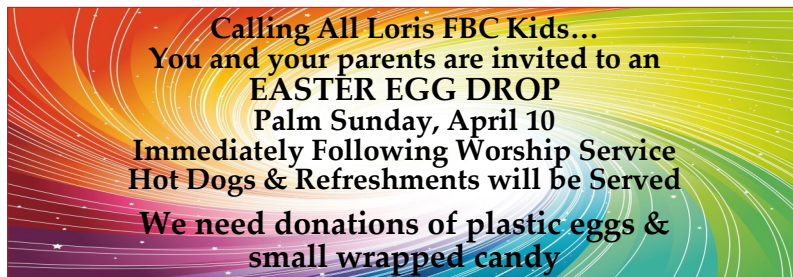 Calling All Loris FBC Kids…
You and your parents are invited to an
EASTER EGG DROP
Palm Sunday, April 10
Immediately Following Worship Service
Hot Dogs & Refreshments will be Served
We need donations of plastic eggs &
small wrapped candy